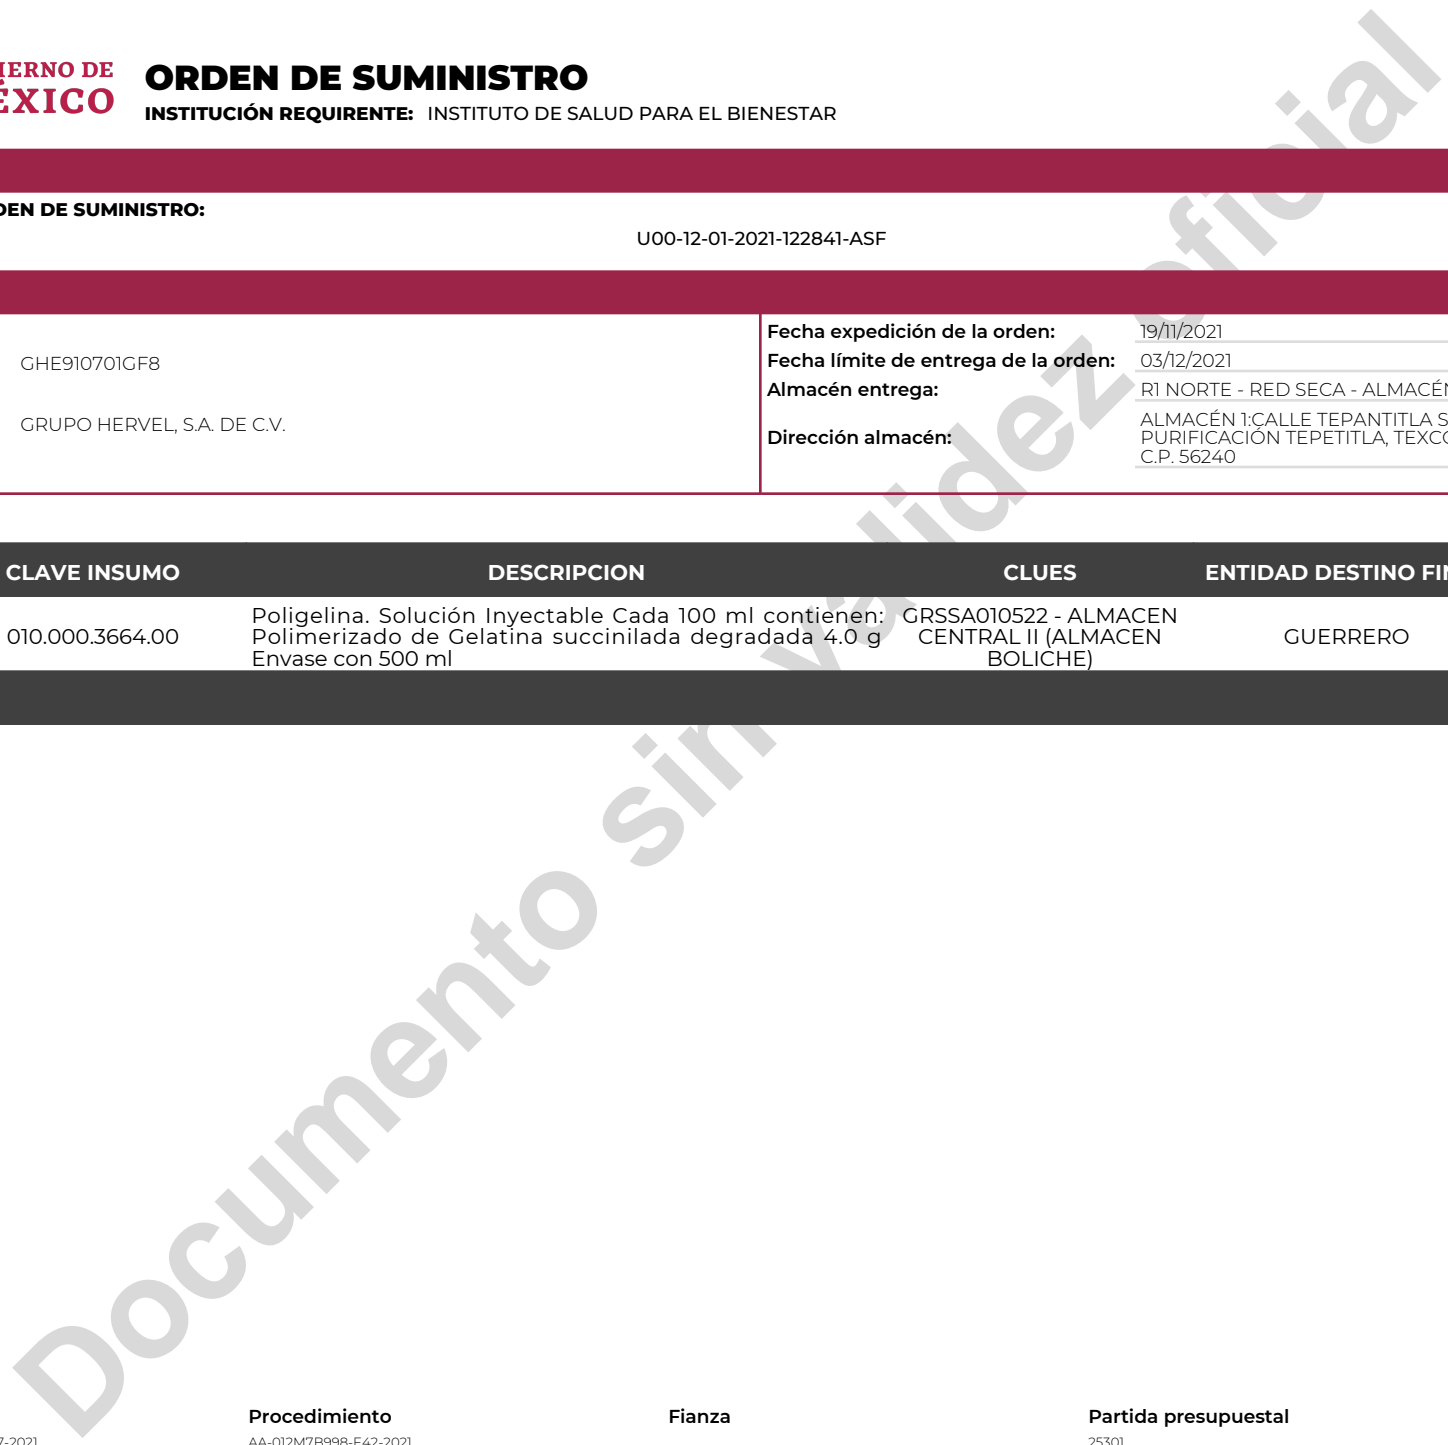 ORDEN DE SUMINISTRO
INSTITUCIÓN REQUIRENTE: INSTITUTO DE SALUD PARA EL BIENESTAR
DE
MÉXICO
DE SUMINISTRO:
U00-12-01-2021-122841-ASF
GHE910701GF8
GRUPO HERVEL, S.A. DE C.V.
Fecha expedición de la orden: 19/11/2021
Fecha límite de entrega de la orden: 03/12/2021
Almacén entrega: R1 NORTE - RED SECA - ALMACÉN
Dirección almacén: ALMACÉN 1:CALLE TEPANTITLA
PURIFICACIÓN TEPETITLA,
C.P. 56240
CLAVE INSUMO DESCRIPCION CLUES ENTIDAD DESTINO
010.000.3664.00
Poligelina. Solución Inyectable Cada 100 ml contienen:
Polimerizado de Gelatina succinilada degradada 4.0 g
Envase con 500 ml
GRSSA010522 - ALMACEN
CENTRAL II (ALMACEN
BOLICHE)
GUERRERO
Documento sin validez oficial
Procedimiento Fianza Partida presupuestal
AA-012M7B998-E42-2021 25301